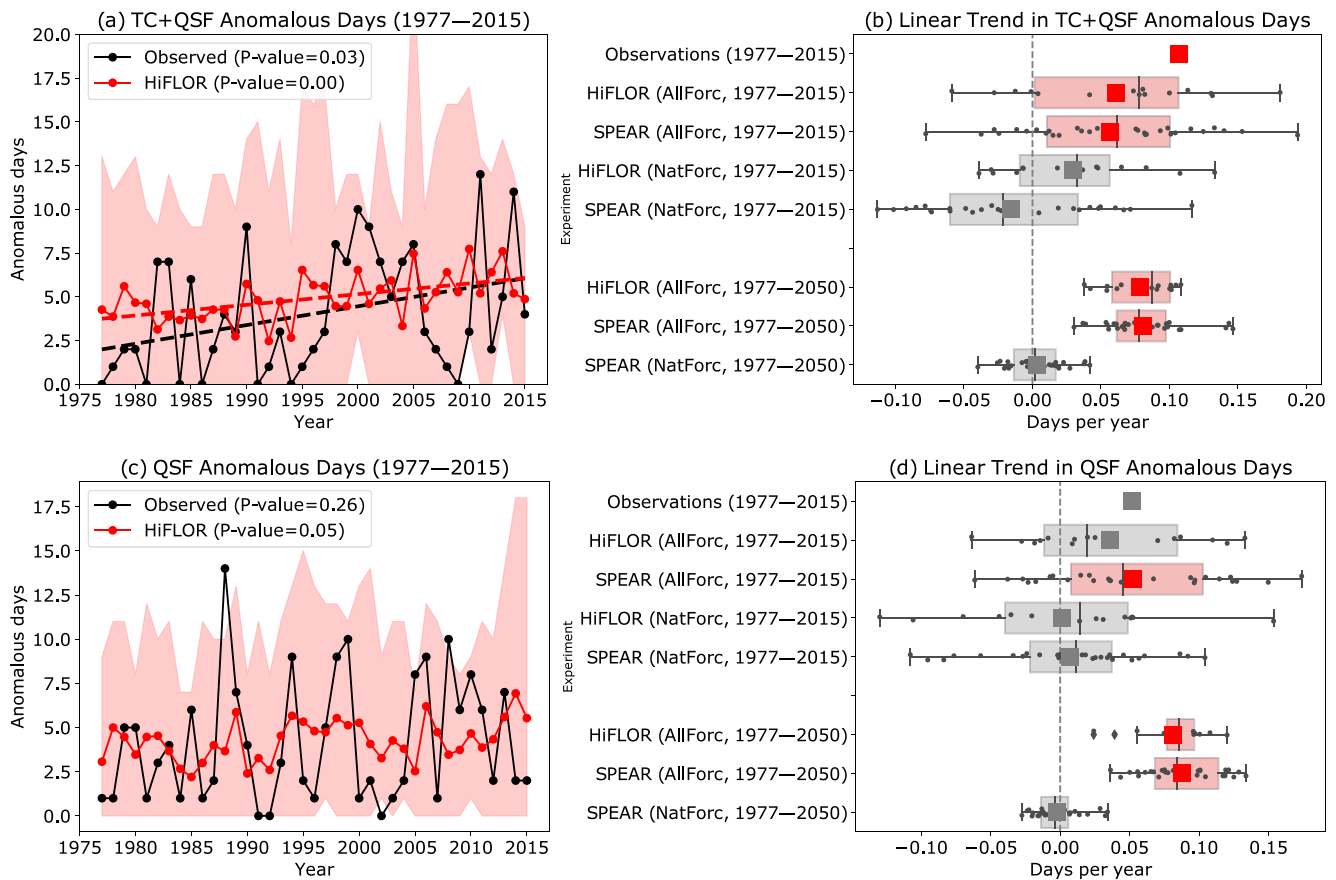 (a) TC+QSF Anomalous Days (1977—2015)
Observed (P-value=0.03)
HiFLOR (P-value=0.00)
Anomalous days
20.0
17.5
15.0
12.5
10.0
7.5
5.0
2.5
0.0
1975 1980 1985 1990 1995 2000 2005 2010 2015
Year
(b) Linear Trend in TC+QSF Anomalous Days
Experiment
Observations (1977—2015)
HiFLOR (AllForc, 1977—2015)
SPEAR (AllForc, 1977—2015)
HiFLOR (NatForc, 1977—2015)
SPEAR (NatForc, 1977—2015)
HiFLOR (AllForc, 1977—2050)
SPEAR (AllForc, 1977—2050)
SPEAR (NatForc, 1977—2050)
−0.10 −0.05 0.00 0.05 0.10 0.15 0.20
Days per year
(c) QSF Anomalous Days (1977—2015)
Observed (P-value=0.26)
HiFLOR (P-value=0.05)
Anomalous days
17.5
15.0
12.5
10.0
7.5
5.0
2.5
0.0
1975 1980 1985 1990 1995 2000 2005 2010 2015
Year
(d) Linear Trend in QSF Anomalous Days
Experiment
Observations (1977—2015)
HiFLOR (AllForc, 1977—2015)
SPEAR (AllForc, 1977—2015)
HiFLOR (NatForc, 1977—2015)
SPEAR (NatForc, 1977—2015)
HiFLOR (AllForc, 1977—2050)
SPEAR (AllForc, 1977—2050)
SPEAR (NatForc, 1977—2050)
−0.10 −0.05 0.00 0.05 0.10 0.15
Days per year